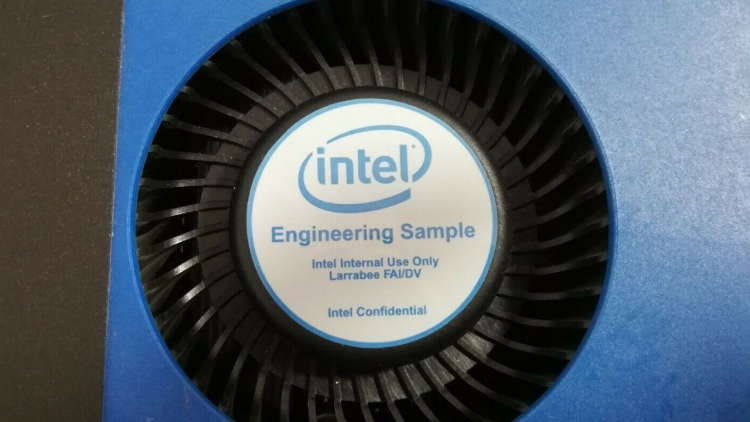 intel
Engineering Sample
Intel Internal Use Only
Larrabee FAI/DV
Intel Confidential